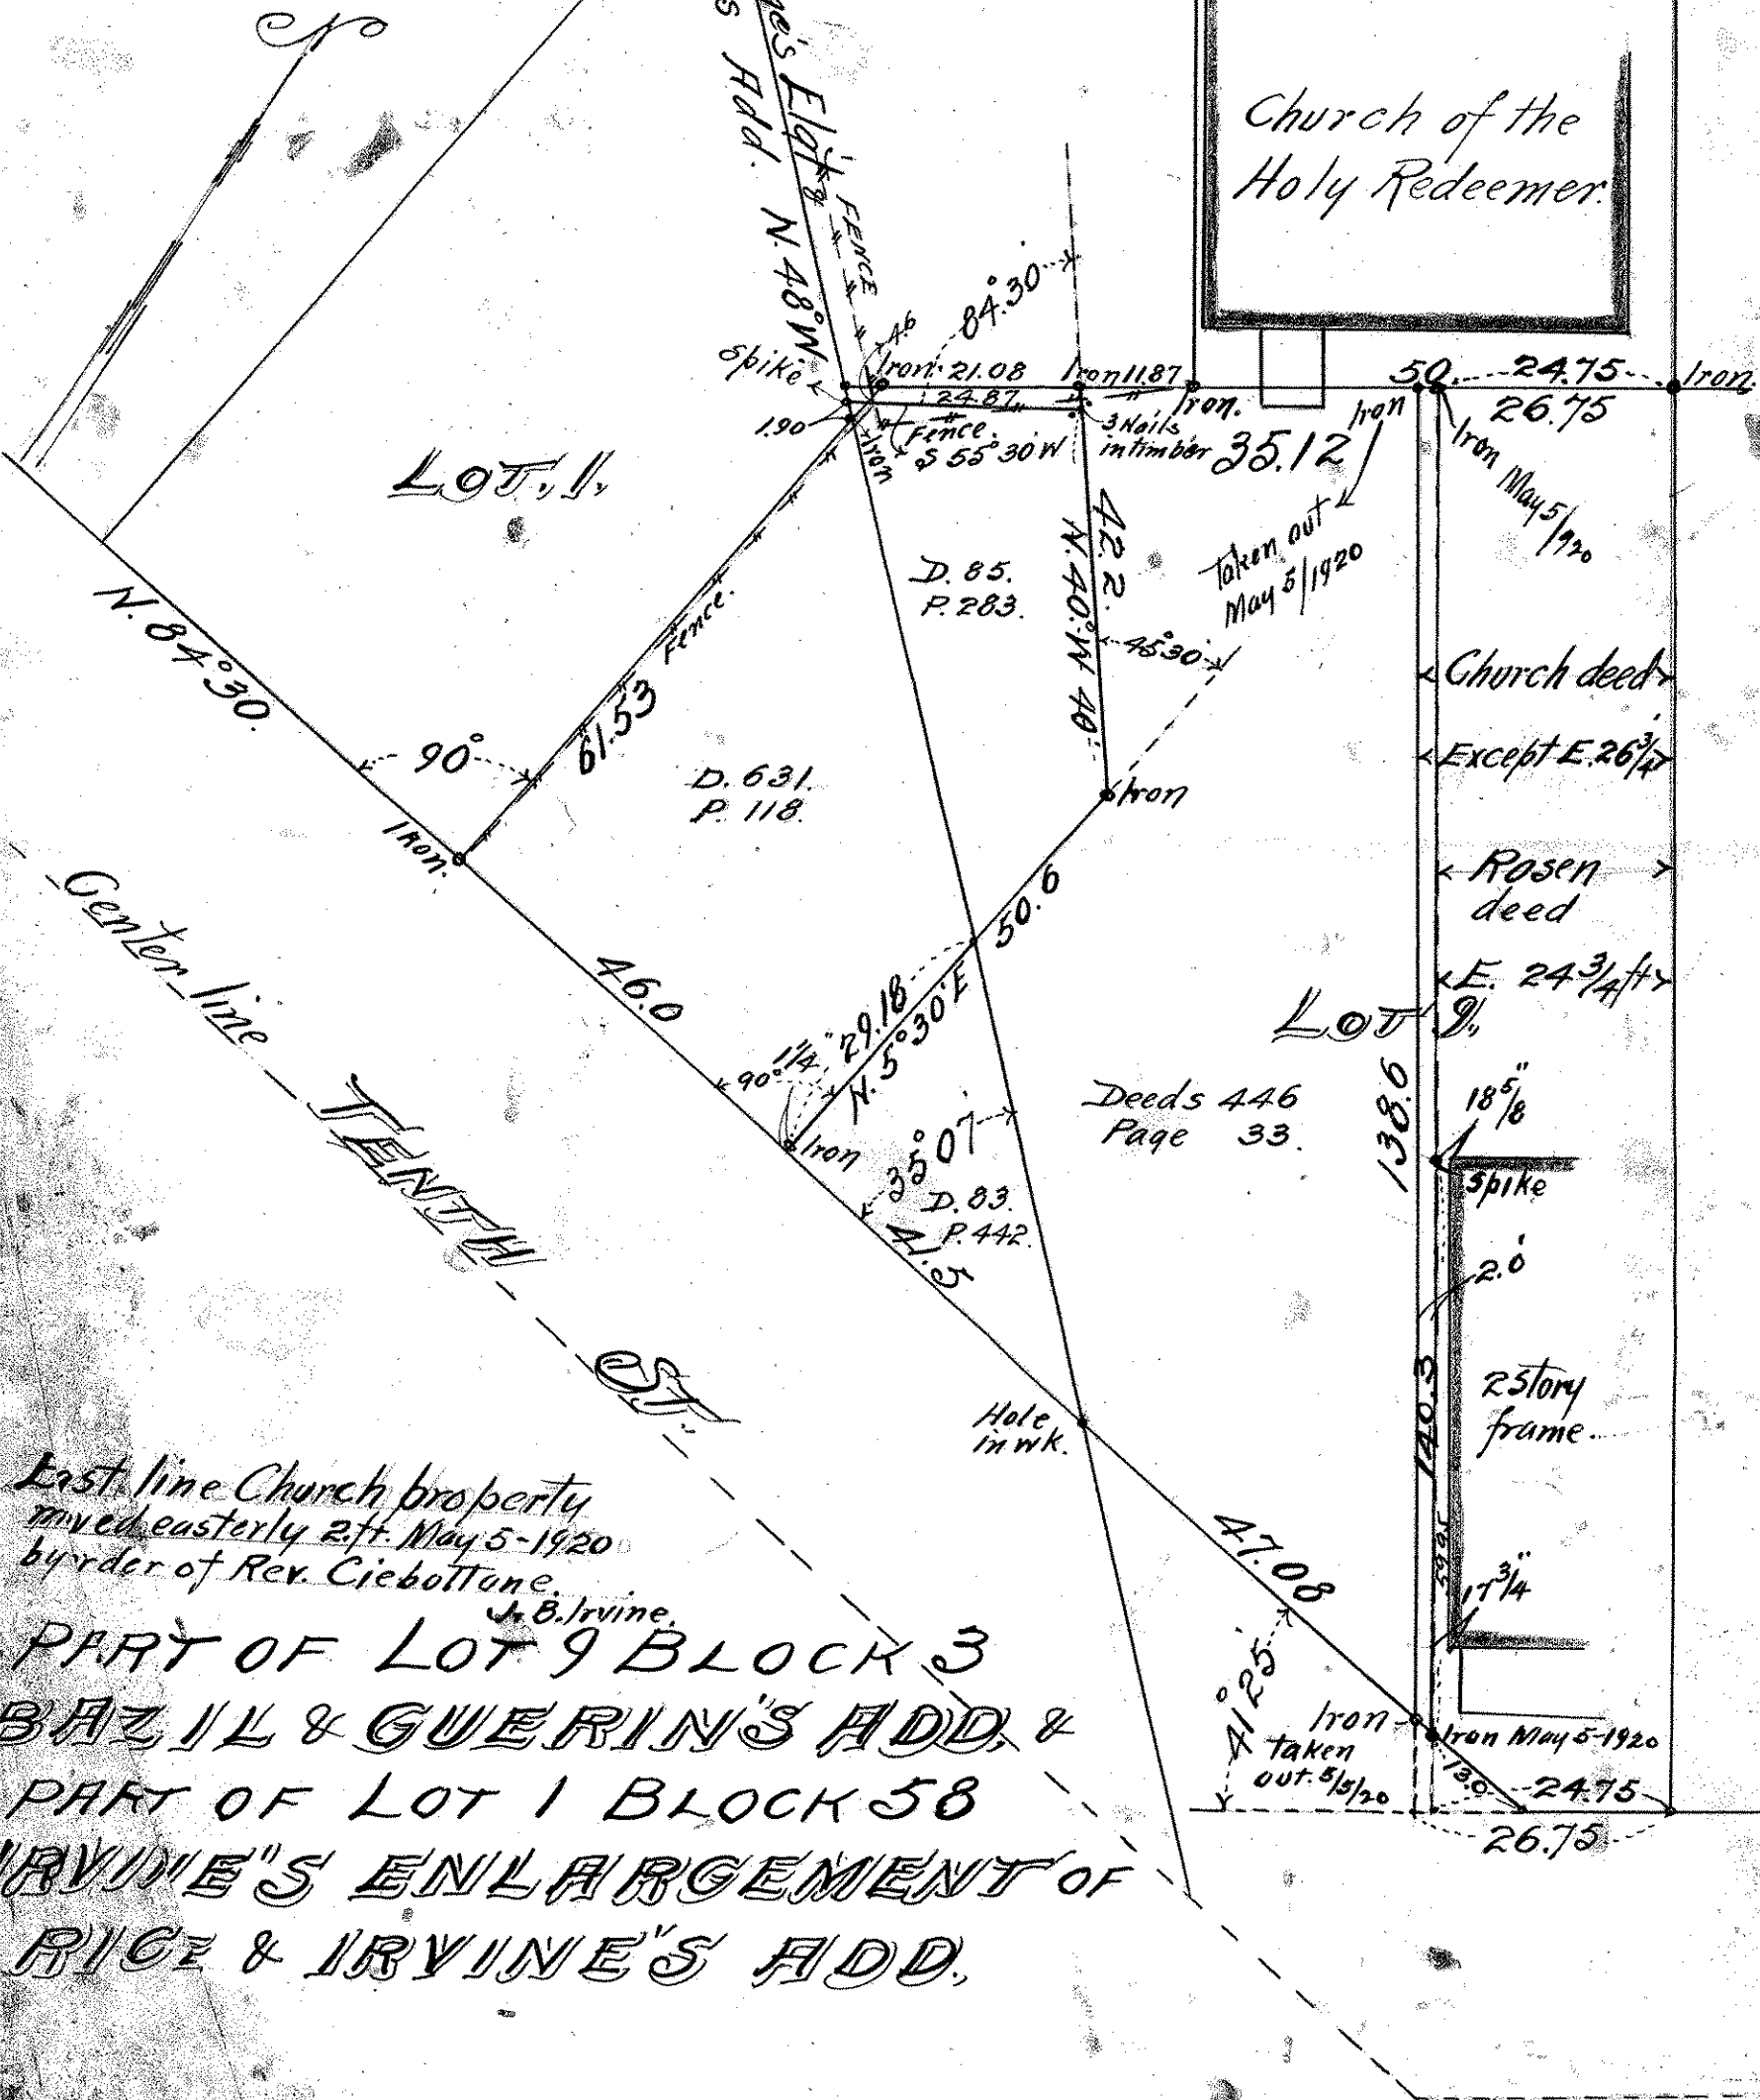 N
Church of the
Holy Redeemer.
Add.
N. 48° W.
FENCE
84.°30'
Spike
.46
Iron.
21.08
Iron
11.87
Iron.
50.
24.75
Iron.
26.75
1.90
24.87
Fence.
S 55° 30' W
Iron
3 Nails
in timber
35.12
Iron
Iron
May 5/
1920
LOT. 1.
42.2.
N. 40.° W 40.
Taken out
May 5/1920
D. 85.
P. 283.
45°30'
N. 84°30.
Fence.
61.53
90°
Church deed
Except E. 26 3/4'
D. 631.
P. 118.
Iron
Iron.
Rosen
deed
50.6
E. 24 3/4 ft
Center line
46.0
29.18
N. 5°30' E
1 1/4"
90°
LOT 9.
138.6
18 5/8"
Deeds 446
Page 33.
Iron
35°07'
D. 83.
P. 442.
Spike
TENTH
ST.
41.5
2.0'
140.3
2 Story
frame.
Hole
in wk.
East line Church property
moved easterly 2.ft. May 5-1920
by order of Rev. Ciebottane.
J. B. Irvine.
47.08
59.95
17 3/4"
41°25'
Iron
taken
out. 5/5/20
Iron May 5-1920
13.0
24.75
26.75
PART OF LOT 9 BLOCK 3
BAZIL & GUERIN'S ADD. &
PART OF LOT 1 BLOCK 58
IRVINE'S ENLARGEMENT OF
RICE & IRVINE'S ADD.